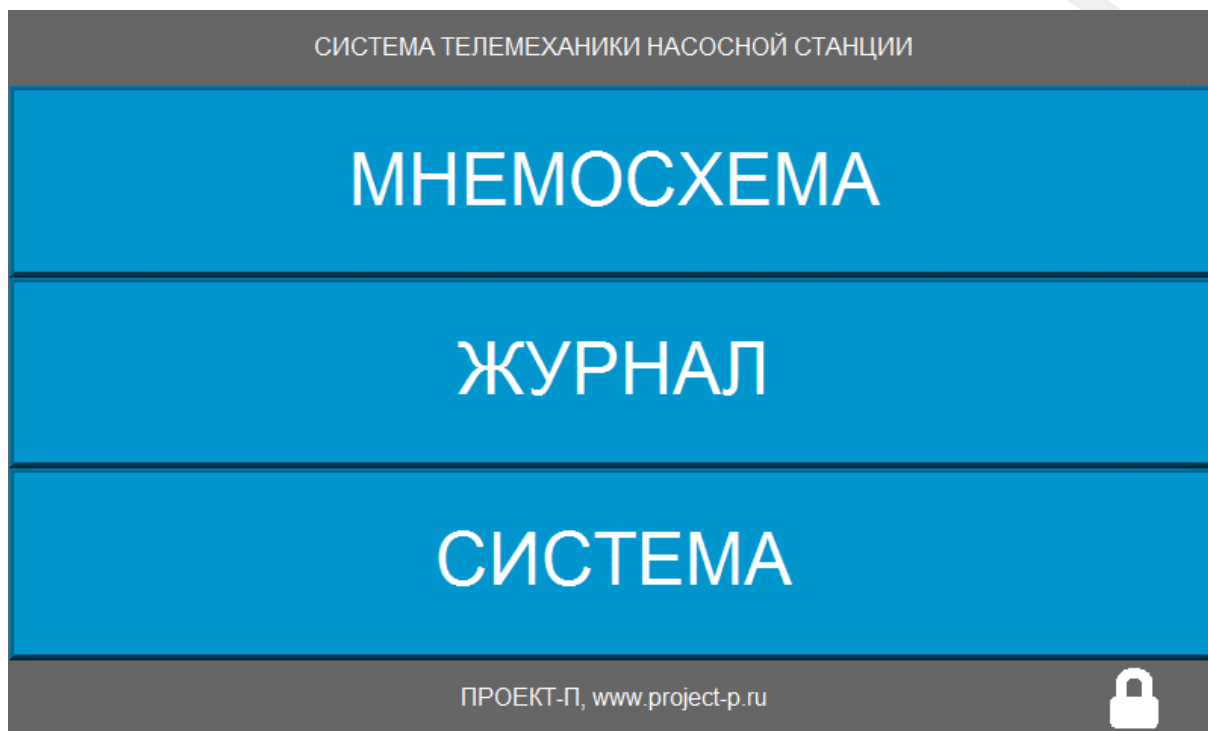 СИСТЕМА ТЕЛЕМЕХАНИКИ НАСОСНОЙ СТАНЦИИ
МНЕМОСХЕМА
ЖУРНАЛ
СИСТЕМА
ПРОЕКТ-П, www.project-p.ru